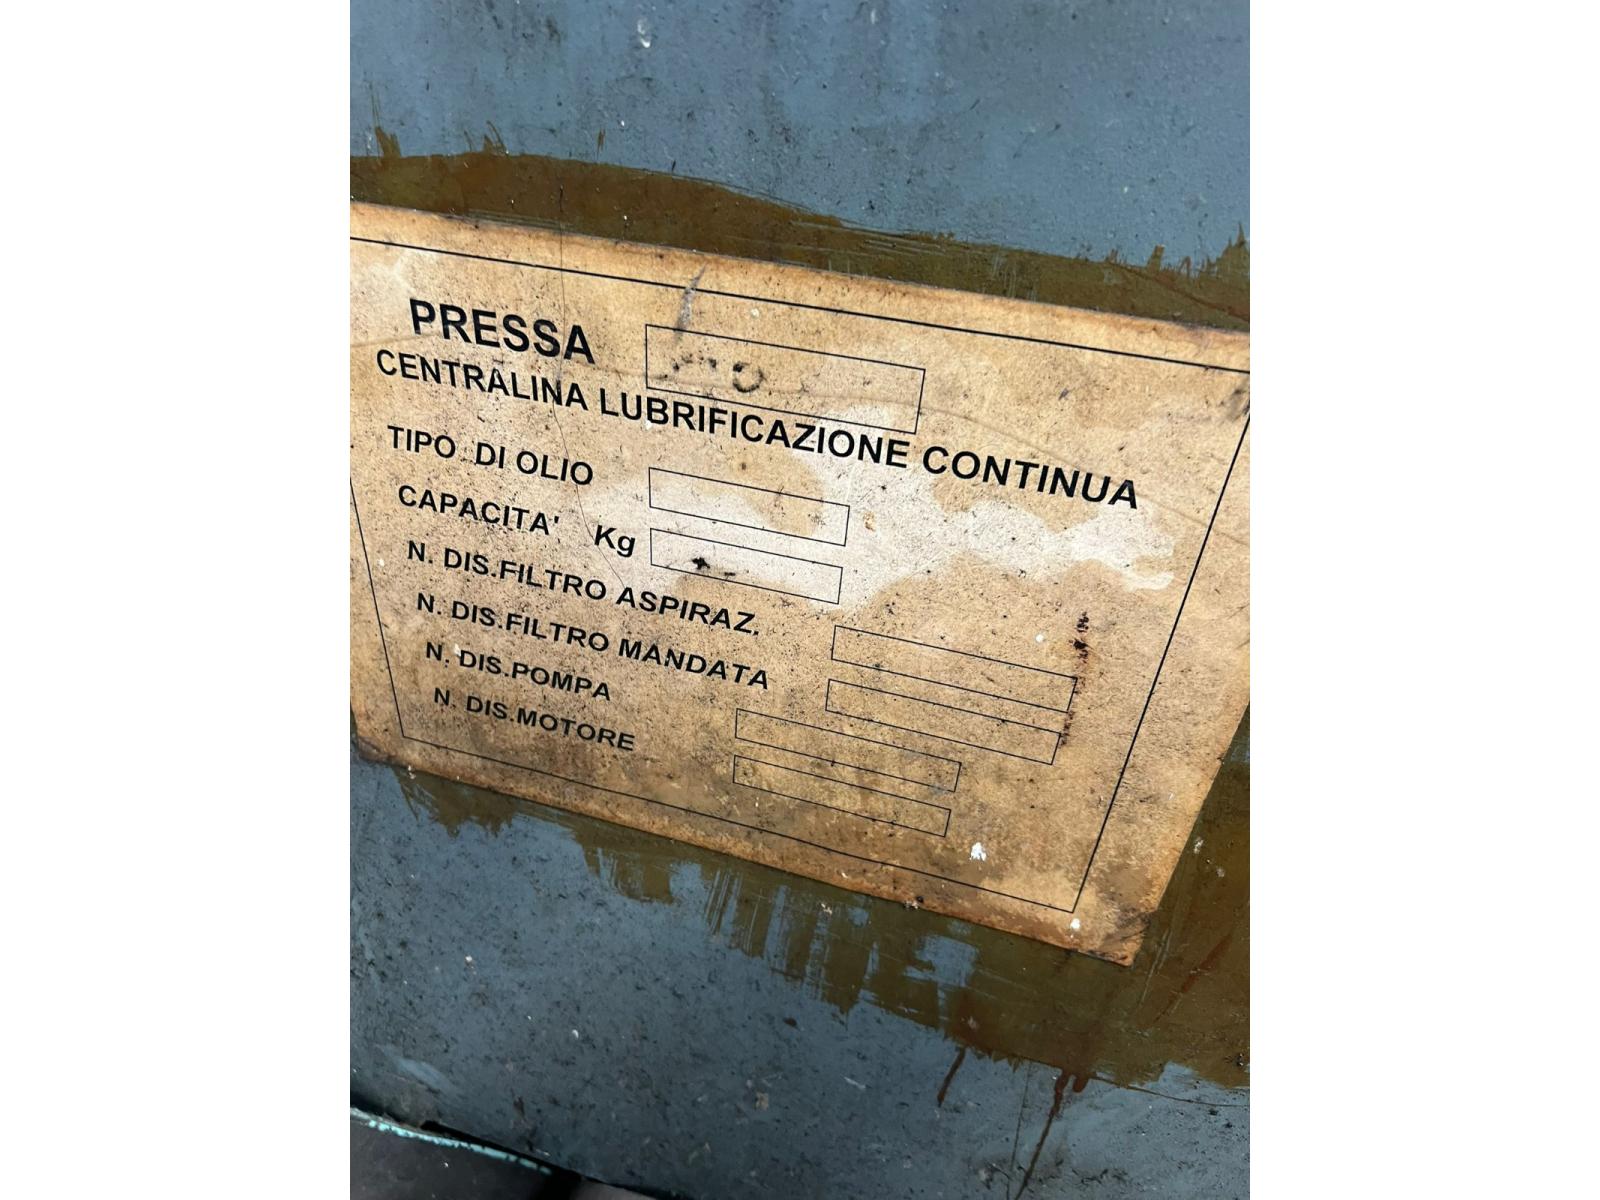 PRESSA
CENTRALINA LUBRIFICAZIONE CONTINUA
TIPO DI OLIO
CAPACITA' Kg
N. DIS.FILTRO ASPIRAZ.
N. DIS.FILTRO MANDATA
N. DIS.POMPA
N. DIS.MOTORE